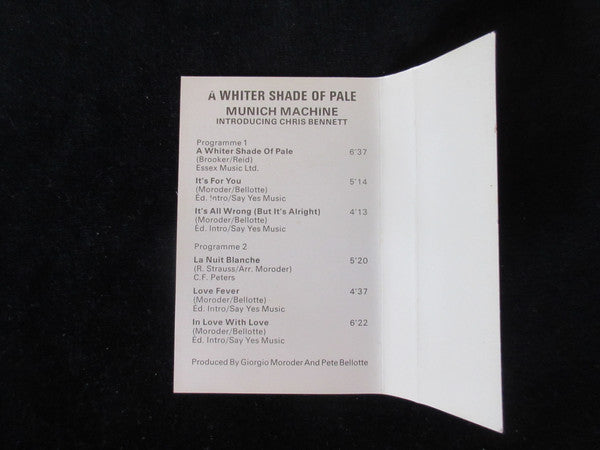 A WHITER SHADE OF PALE
MUNICH MACHINE
INTRODUCING CHRIS BENNETT
Programme 1
A Whiter Shade Of Pale 6'37
(Brooker/Reid)
Essex Music Ltd.
It's For You 5'14
(Moroder/Bellotte)
Ed. Intro/Say Yes Music
It's All Wrong (But It's Alright) 4'13
(Moroder/Bellotte)
Ed. Intro/Say Yes Music
Programme 2
La Nuit Blanche 5'20
(R. Strauss/Arr. Moroder)
C.F. Peters
Love Fever 4'37
(Moroder/Bellotte)
Ed. Intro/Say Yes Music
In Love With Love 6'22
(Moroder/Bellotte)
Ed. Intro/Say Yes Music
Produced By Giorgio Moroder And Pete Bellotte